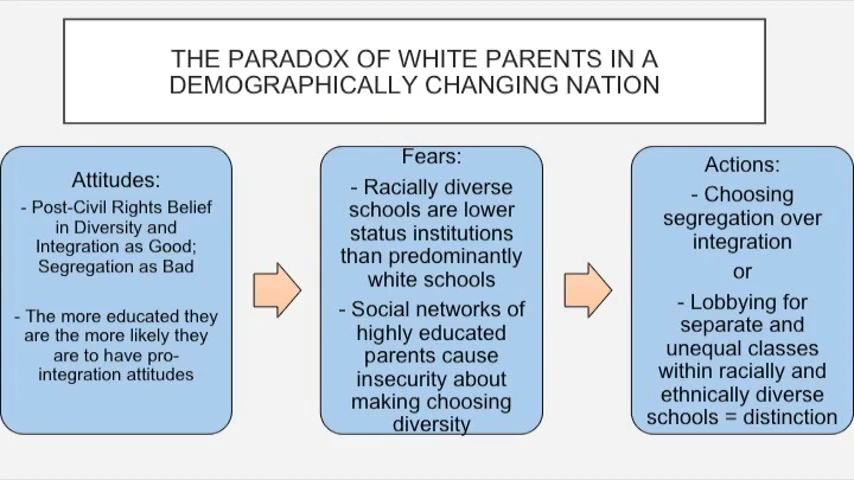 THE PARADOX OF WHITE PARENTS IN A
DEMOGRAPHICALLY CHANGING NATION
Attitudes:
- Post-Civil Rights Belief
in Diversity and
Integration as Good;
Segregation as Bad
- The more educated they
are the more likely they
are to have pro-
integration attitudes
Fears:
- Racially diverse
schools are lower
status institutions
than predominantly
white schools
- Social networks of
highly educated
parents cause
insecurity about
making choosing
diversity
Actions:
- Choosing
segregation over
integration
or
- Lobbying for
separate and
unequal classes
within racially and
ethnically diverse
schools = distinction